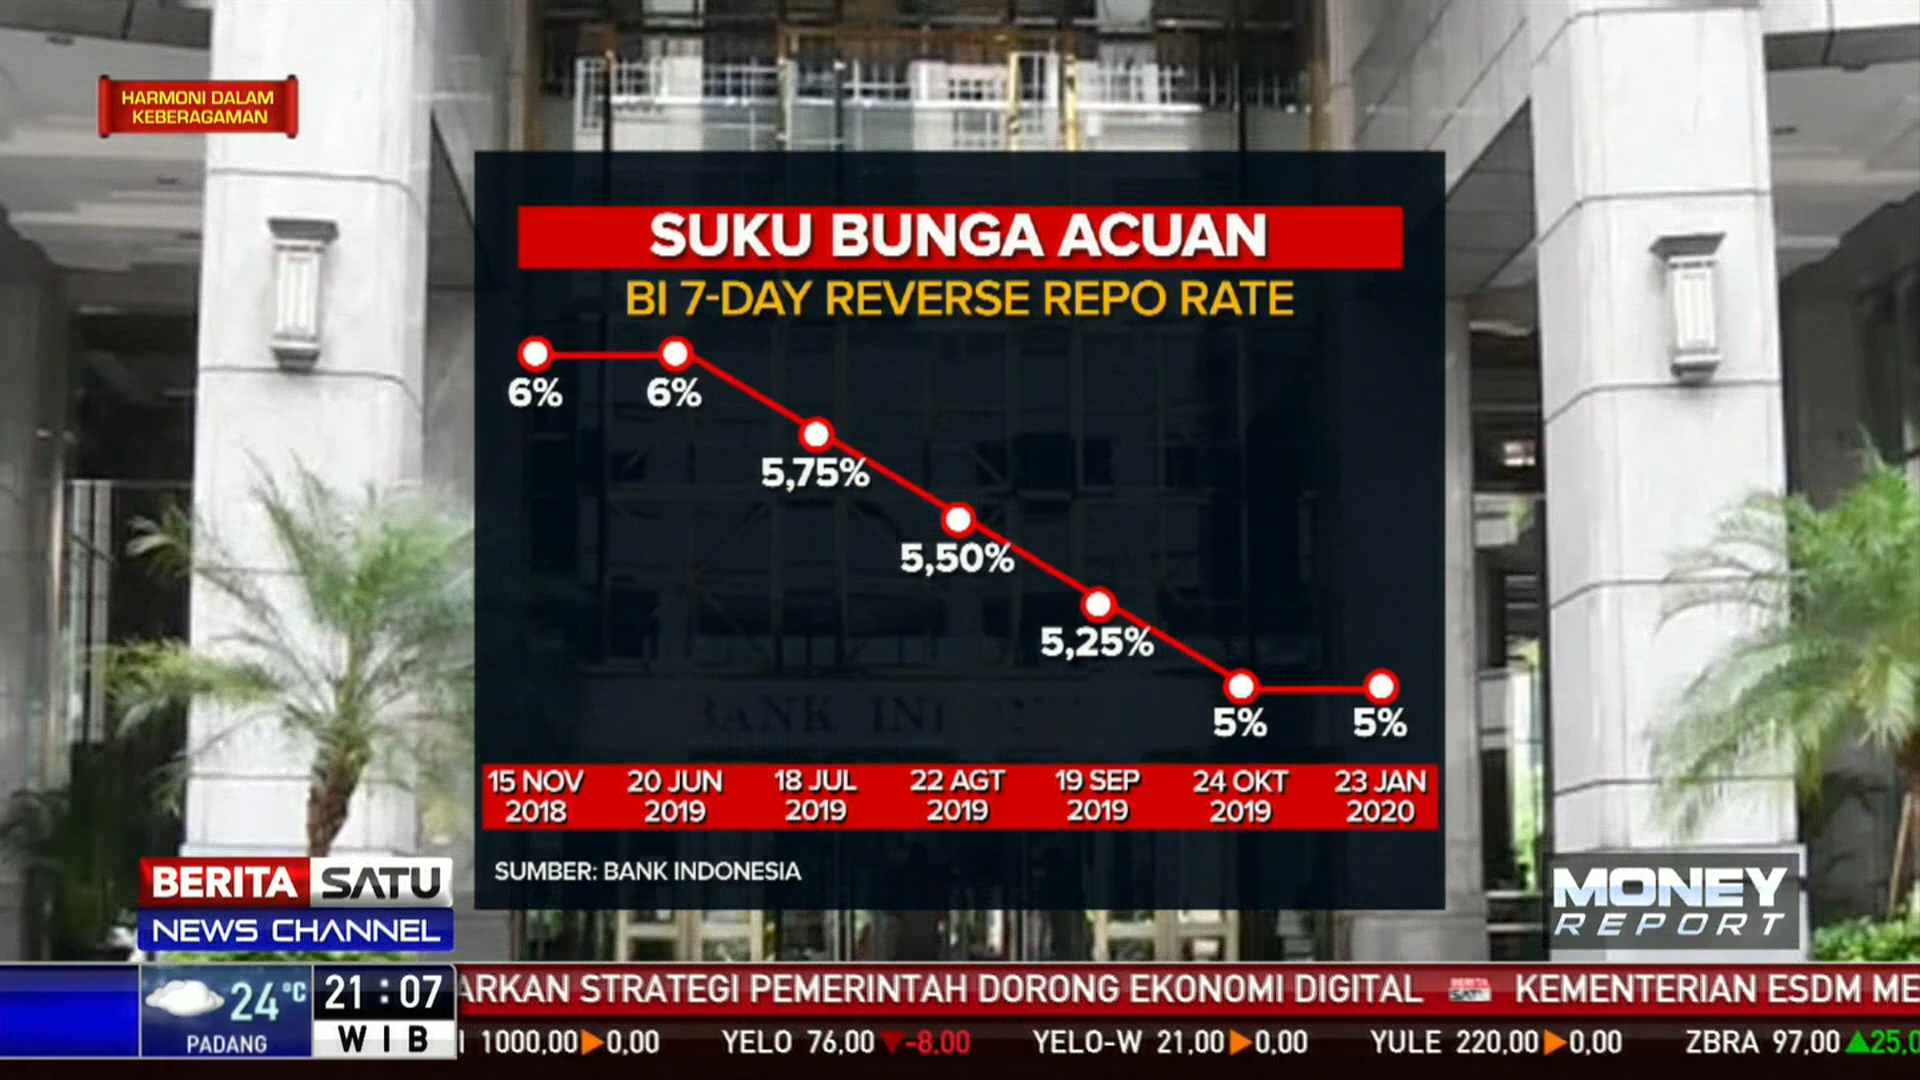 HARMONI DALAM
KEBERAGAMAN
SUKU BUNGA ACUAN
BI 7-DAY REVERSE REPO RATE
6%
6%
5,75%
5,50%
5,25%
5%
5%
15 NOV 2018
20 JUN 2019
18 JUL 2019
22 AGT 2019
19 SEP 2019
24 OKT 2019
23 JAN 2020
SUMBER: BANK INDONESIA
BERITA SATU
NEWS CHANNEL
MONEY
REPORT
24°C
PADANG
21:07
WIB
ARKAN STRATEGI PEMERINTAH DORONG EKONOMI DIGITAL BERITA SATU KEMENTERIAN ESDM ME
1000,00 0,00 YELO 76,00 -8,00 YELO-W 21,00 0,00 YULE 220,00 0,00 ZBRA 97,00 25,0